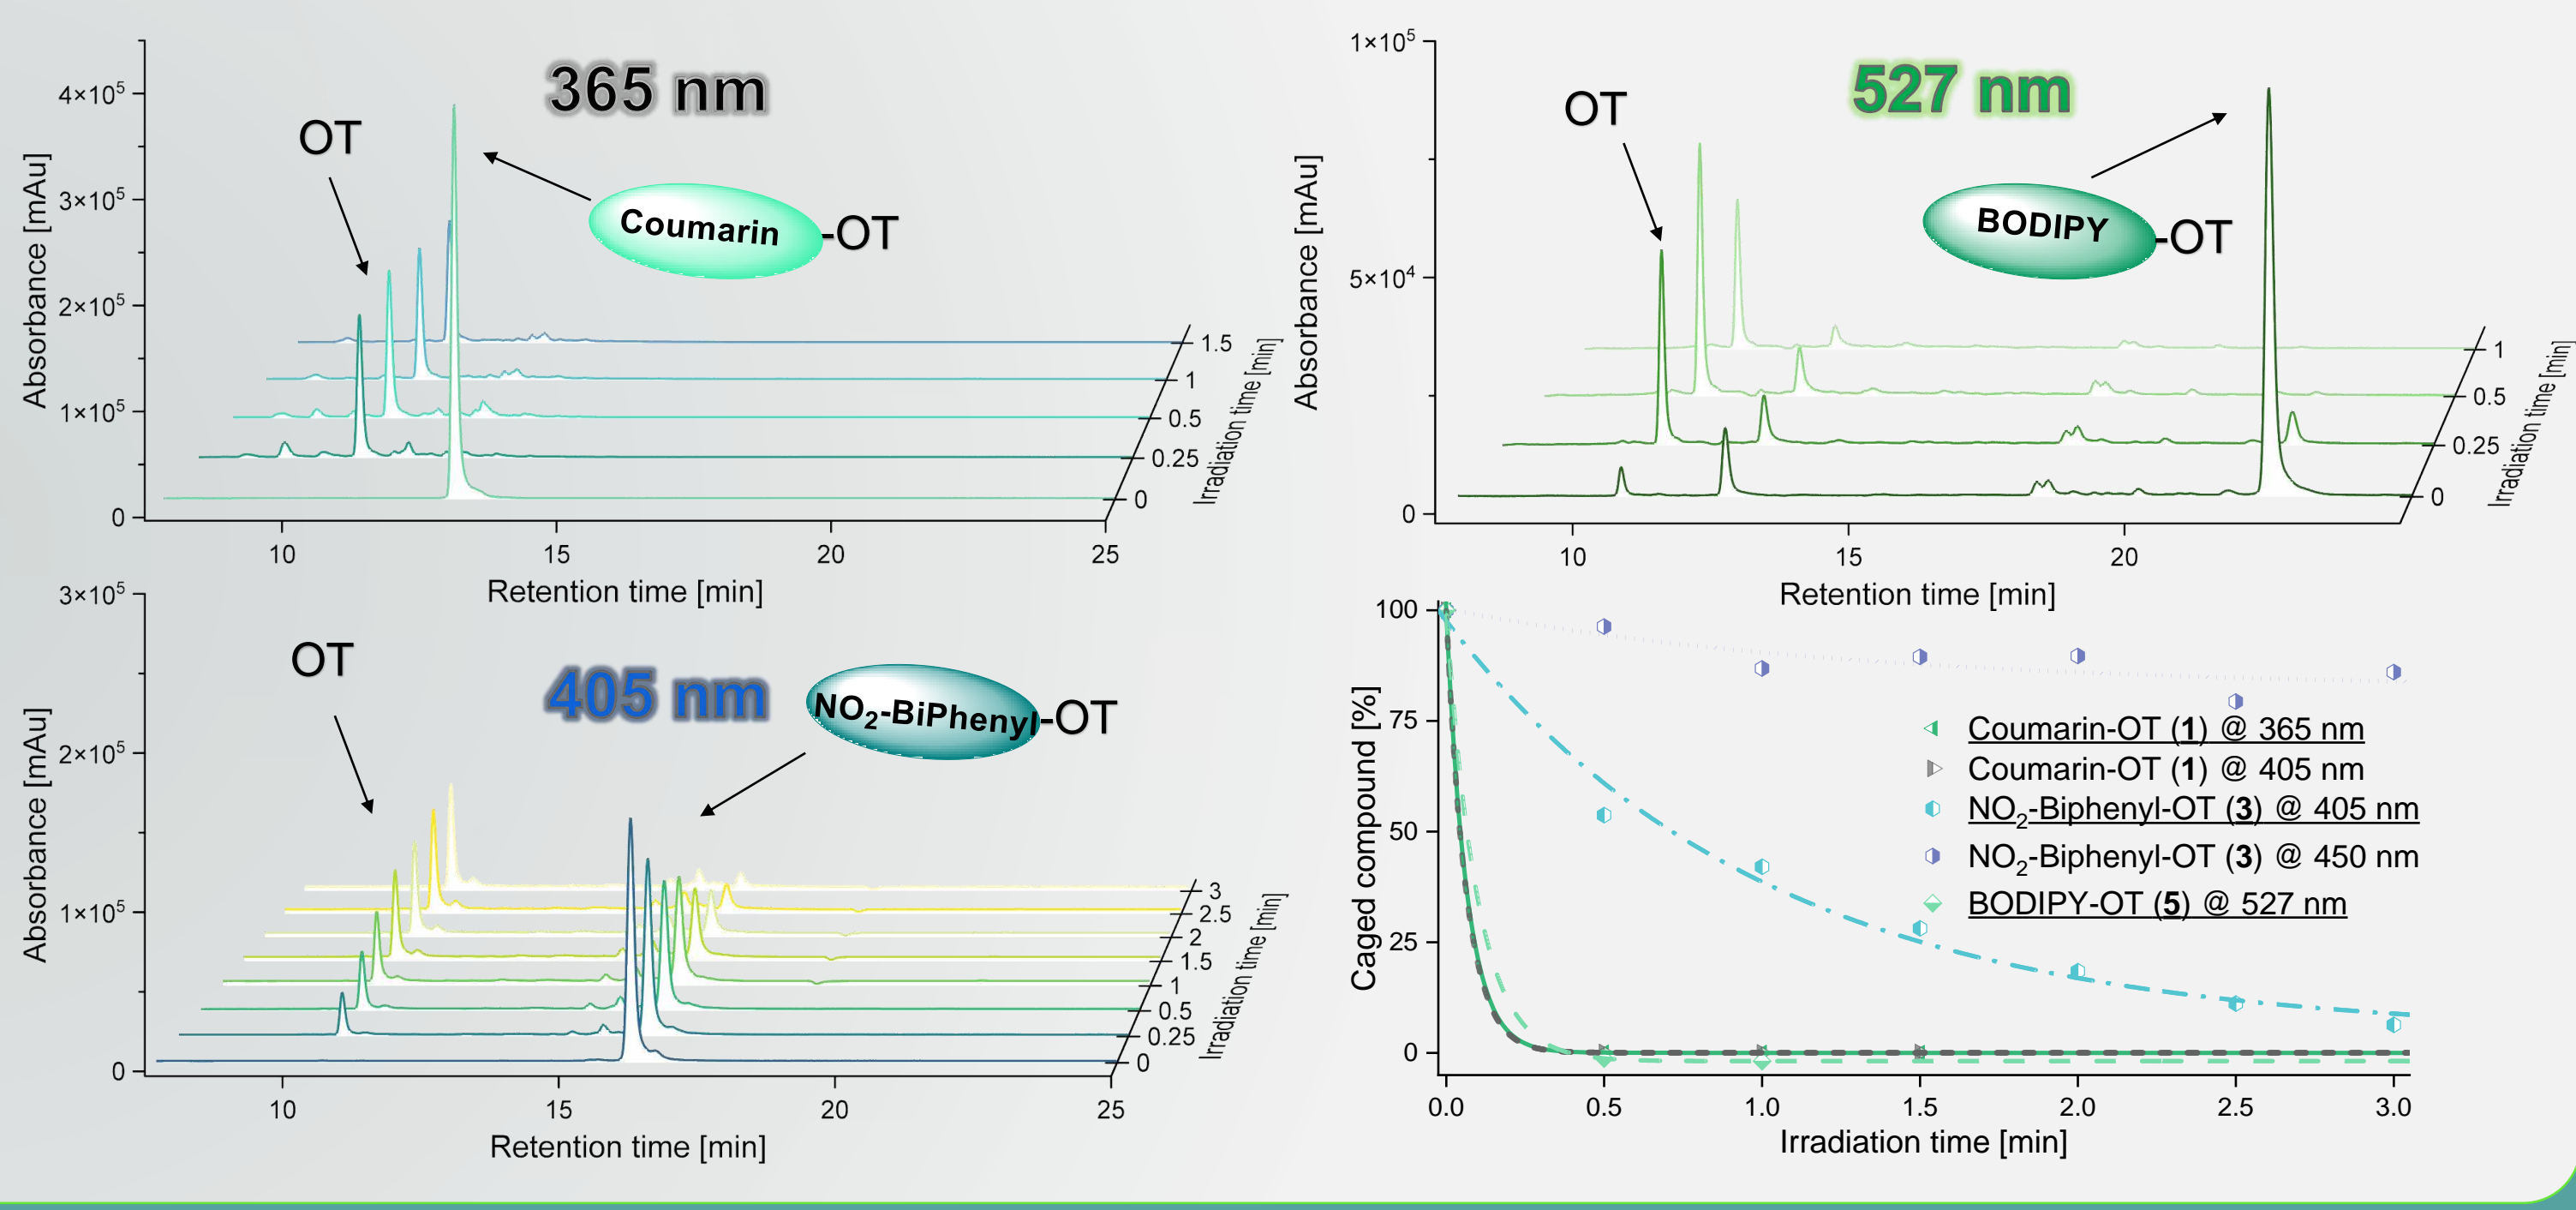 365 nm
OT
Coumarin
-OT
Absorbance [mAu]
4×10⁵
3×10⁵
2×10⁵
1×10⁵
0
10
15
20
25
Retention time [min]
1.5
1
0.5
0.25
0
Irradiation time [min]
527 nm
OT
BODIPY
-OT
Absorbance [mAu]
1×10⁵
5×10⁴
0
10
15
20
Retention time [min]
1
0.5
0.25
0
Irradiation time [min]
405 nm
OT
NO₂-BiPhenyl-OT
Absorbance [mAu]
3×10⁵
2×10⁵
1×10⁵
0
10
15
20
25
Retention time [min]
3
2.5
2
1.5
1
0.5
0.25
0
Irradiation time [min]
Caged compound [%]
100
75
50
25
0
Coumarin-OT (1) @ 365 nm
Coumarin-OT (1) @ 405 nm
NO₂-Biphenyl-OT (3) @ 405 nm
NO₂-Biphenyl-OT (3) @ 450 nm
BODIPY-OT (5) @ 527 nm
0.0
0.5
1.0
1.5
2.0
2.5
3.0
Irradiation time [min]